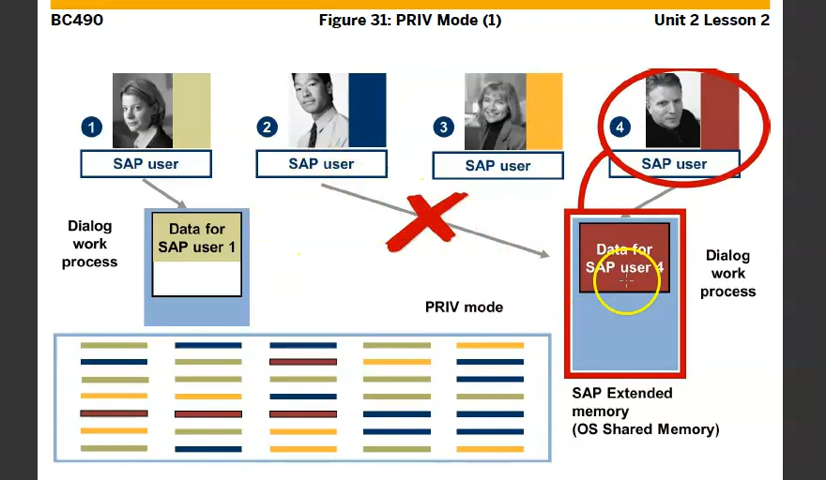 BC490
Figure 31: PRIV Mode (1)
Unit 2 Lesson 2
1
2
3
4
SAP user
SAP user
SAP user
SAP user
Dialog
work
process
Data for
SAP user 1
Data for
SAP user 4
Dialog
work
process
PRIV mode
SAP Extended
memory
(OS Shared Memory)